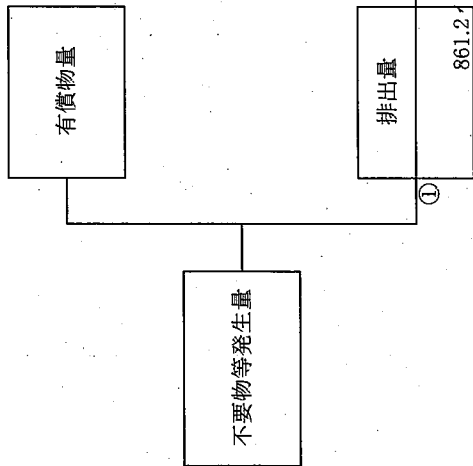 不要物等発生量
有償物量
排出量
①
861.2